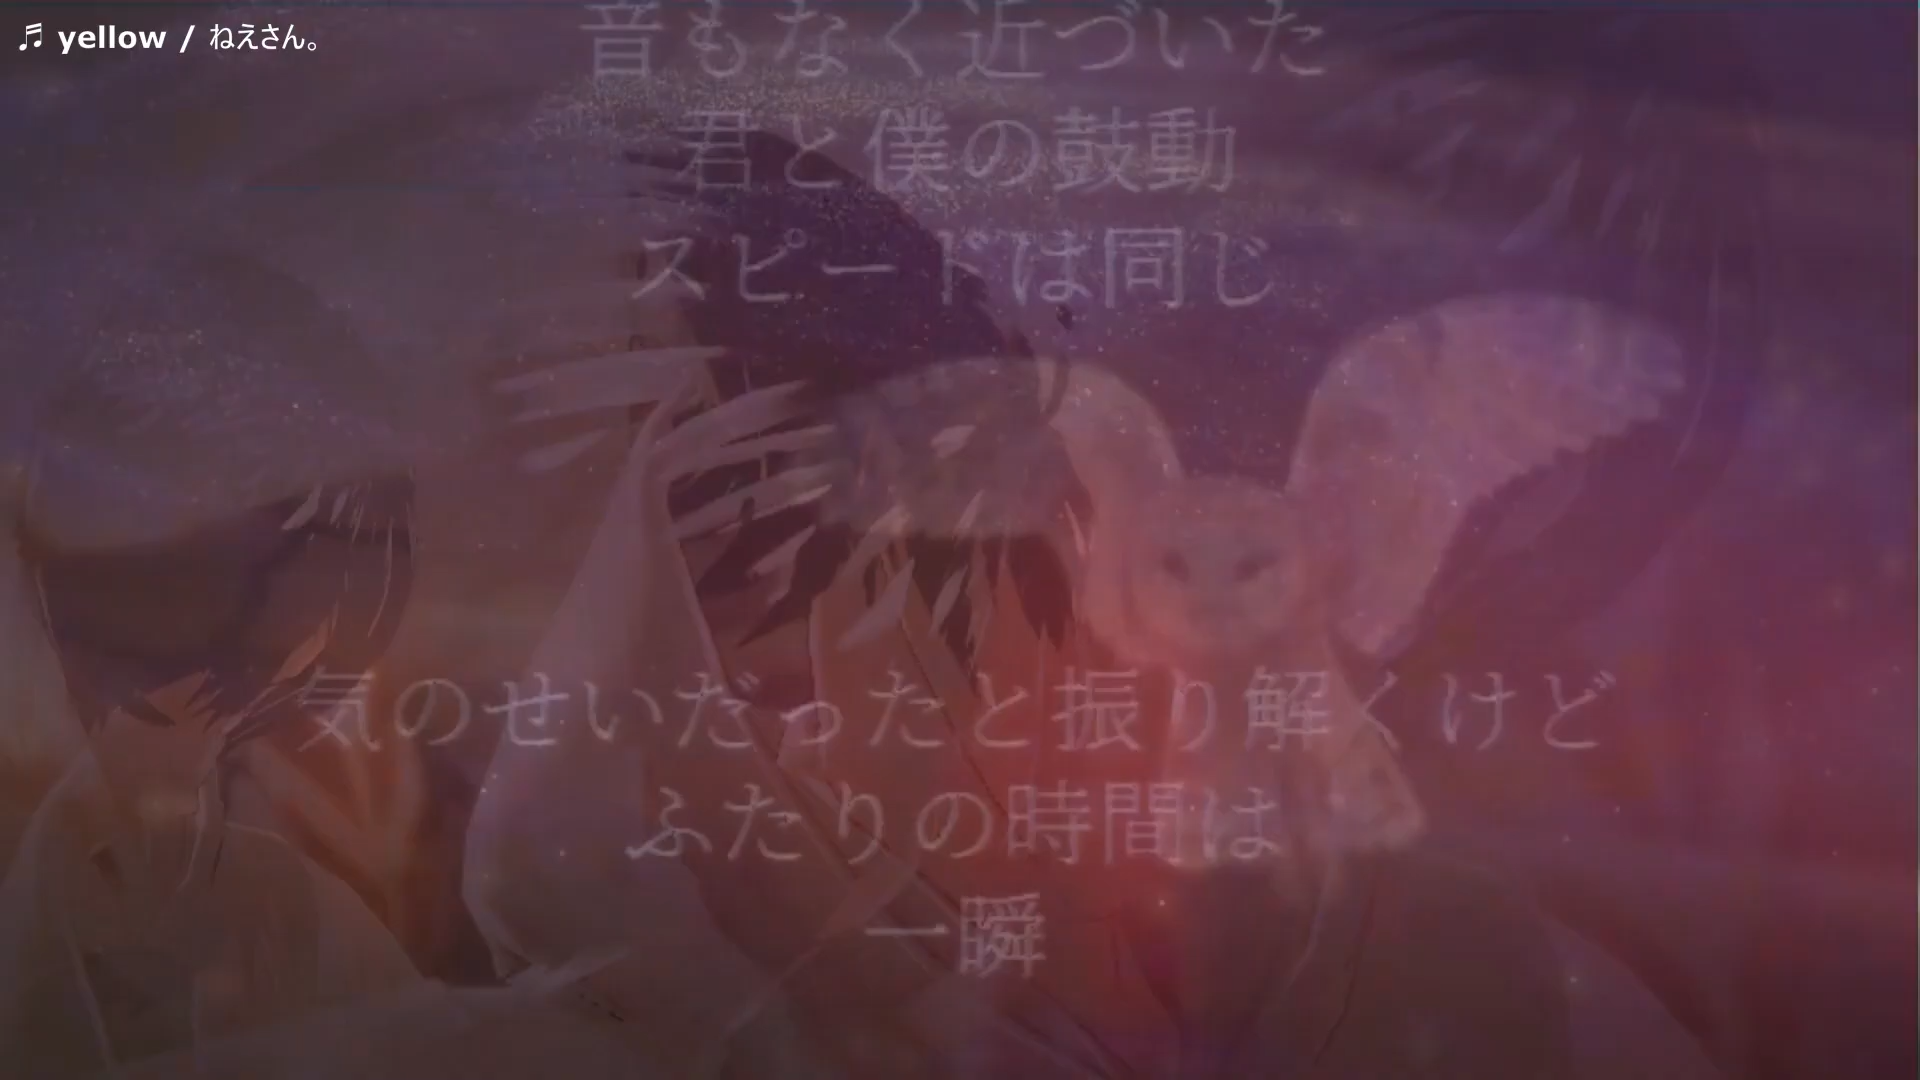 ♬ yellow / ねえさん。
音もなく近づいた
君と僕の鼓動
スピードは同じ
気のせいだったと振り解くけど
ふたりの時間は
一瞬